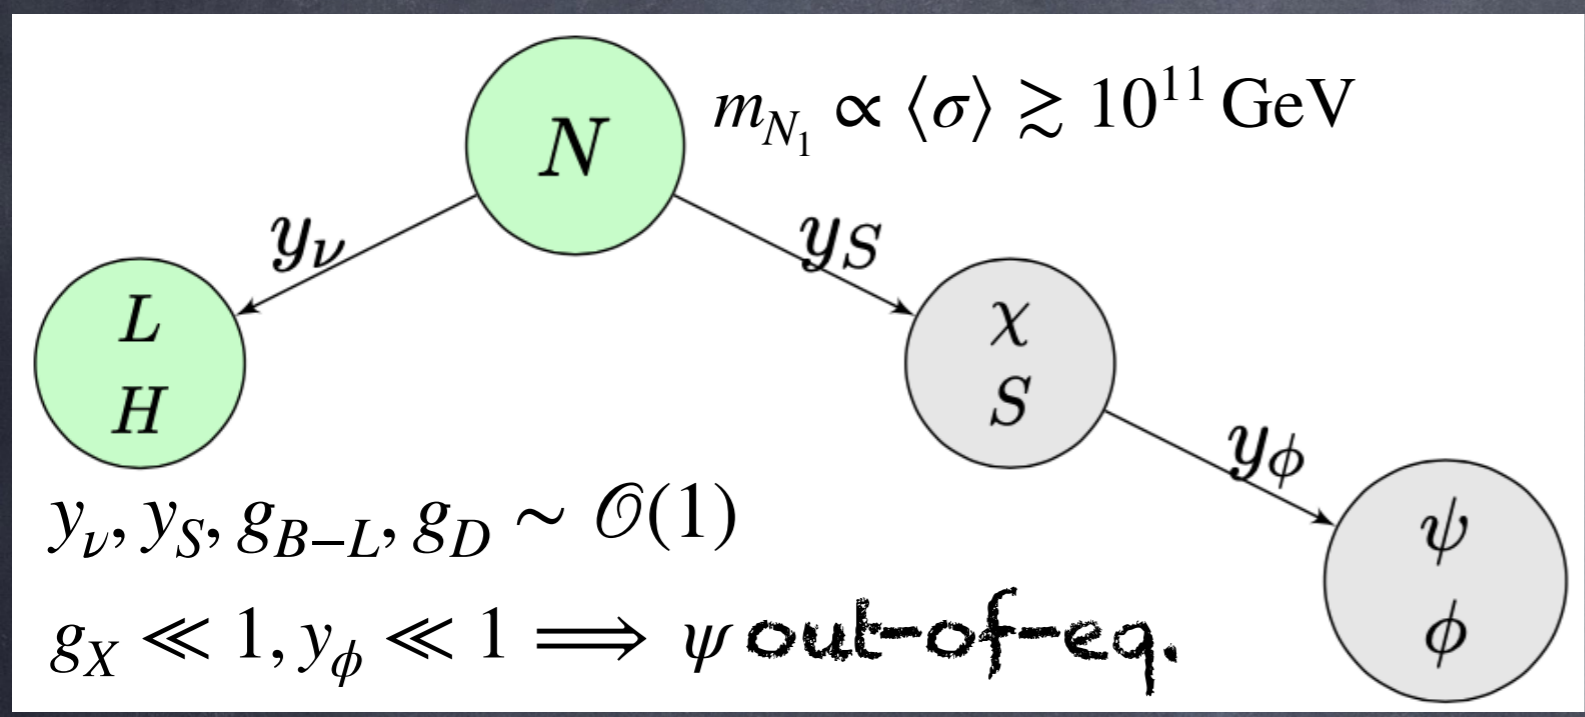 N
m_{N_1} ∝ ⟨σ⟩ ≳ 10^{11} GeV
y_ν
y_S
L
H
χ
S
y_ϕ
ψ
ϕ
y_ν, y_S, g_{B−L}, g_D ∼ 𝒪(1)
g_X ≪ 1, y_ϕ ≪ 1 ⟹ ψ out-of-eq.